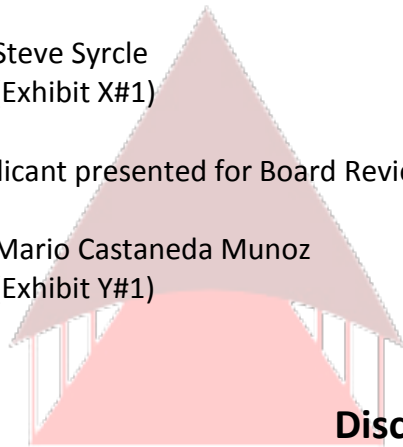 Steve Syrcle
(Exhibit X#1)
licant presented for Board Revi
Mario Castaneda Munoz
(Exhibit Y#1)
Disc